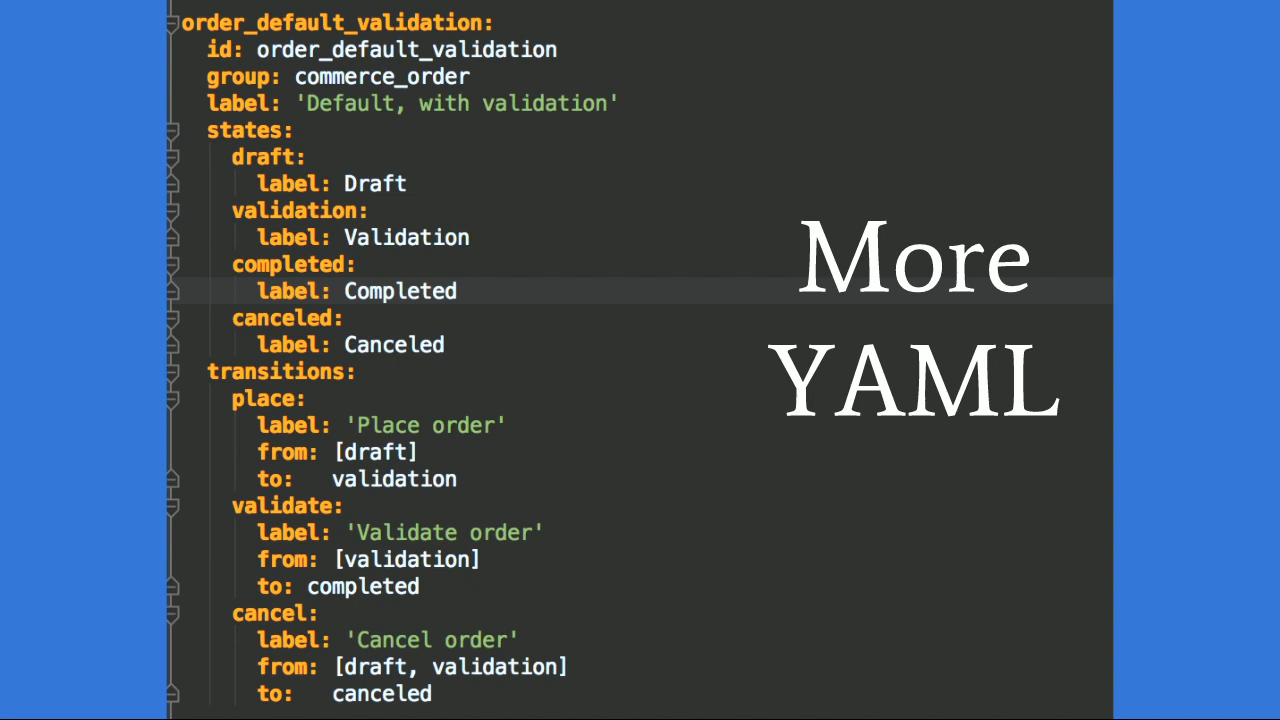 order_default_validation:
  id: order_default_validation
  group: commerce_order
  label: 'Default, with validation'
  states:
    draft:
      label: Draft
    validation:
      label: Validation
    completed:
      label: Completed
    canceled:
      label: Canceled
  transitions:
    place:
      label: 'Place order'
      from: [draft]
      to:   validation
    validate:
      label: 'Validate order'
      from: [validation]
      to: completed
    cancel:
      label: 'Cancel order'
      from: [draft, validation]
      to:   canceled
More
YAML